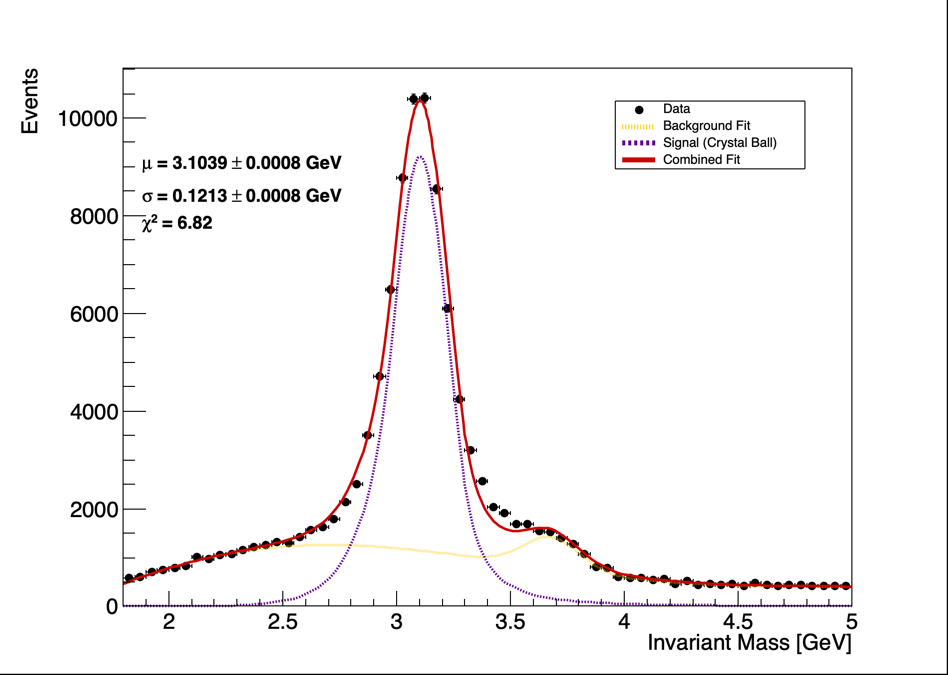 Events
10000
8000
6000
4000
2000
0
μ = 3.1039 ± 0.0008 GeV
σ = 0.1213 ± 0.0008 GeV
χ² = 6.82
Data
Background Fit
Signal (Crystal Ball)
Combined Fit
2 2.5 3 3.5 4 4.5 5
Invariant Mass [GeV]